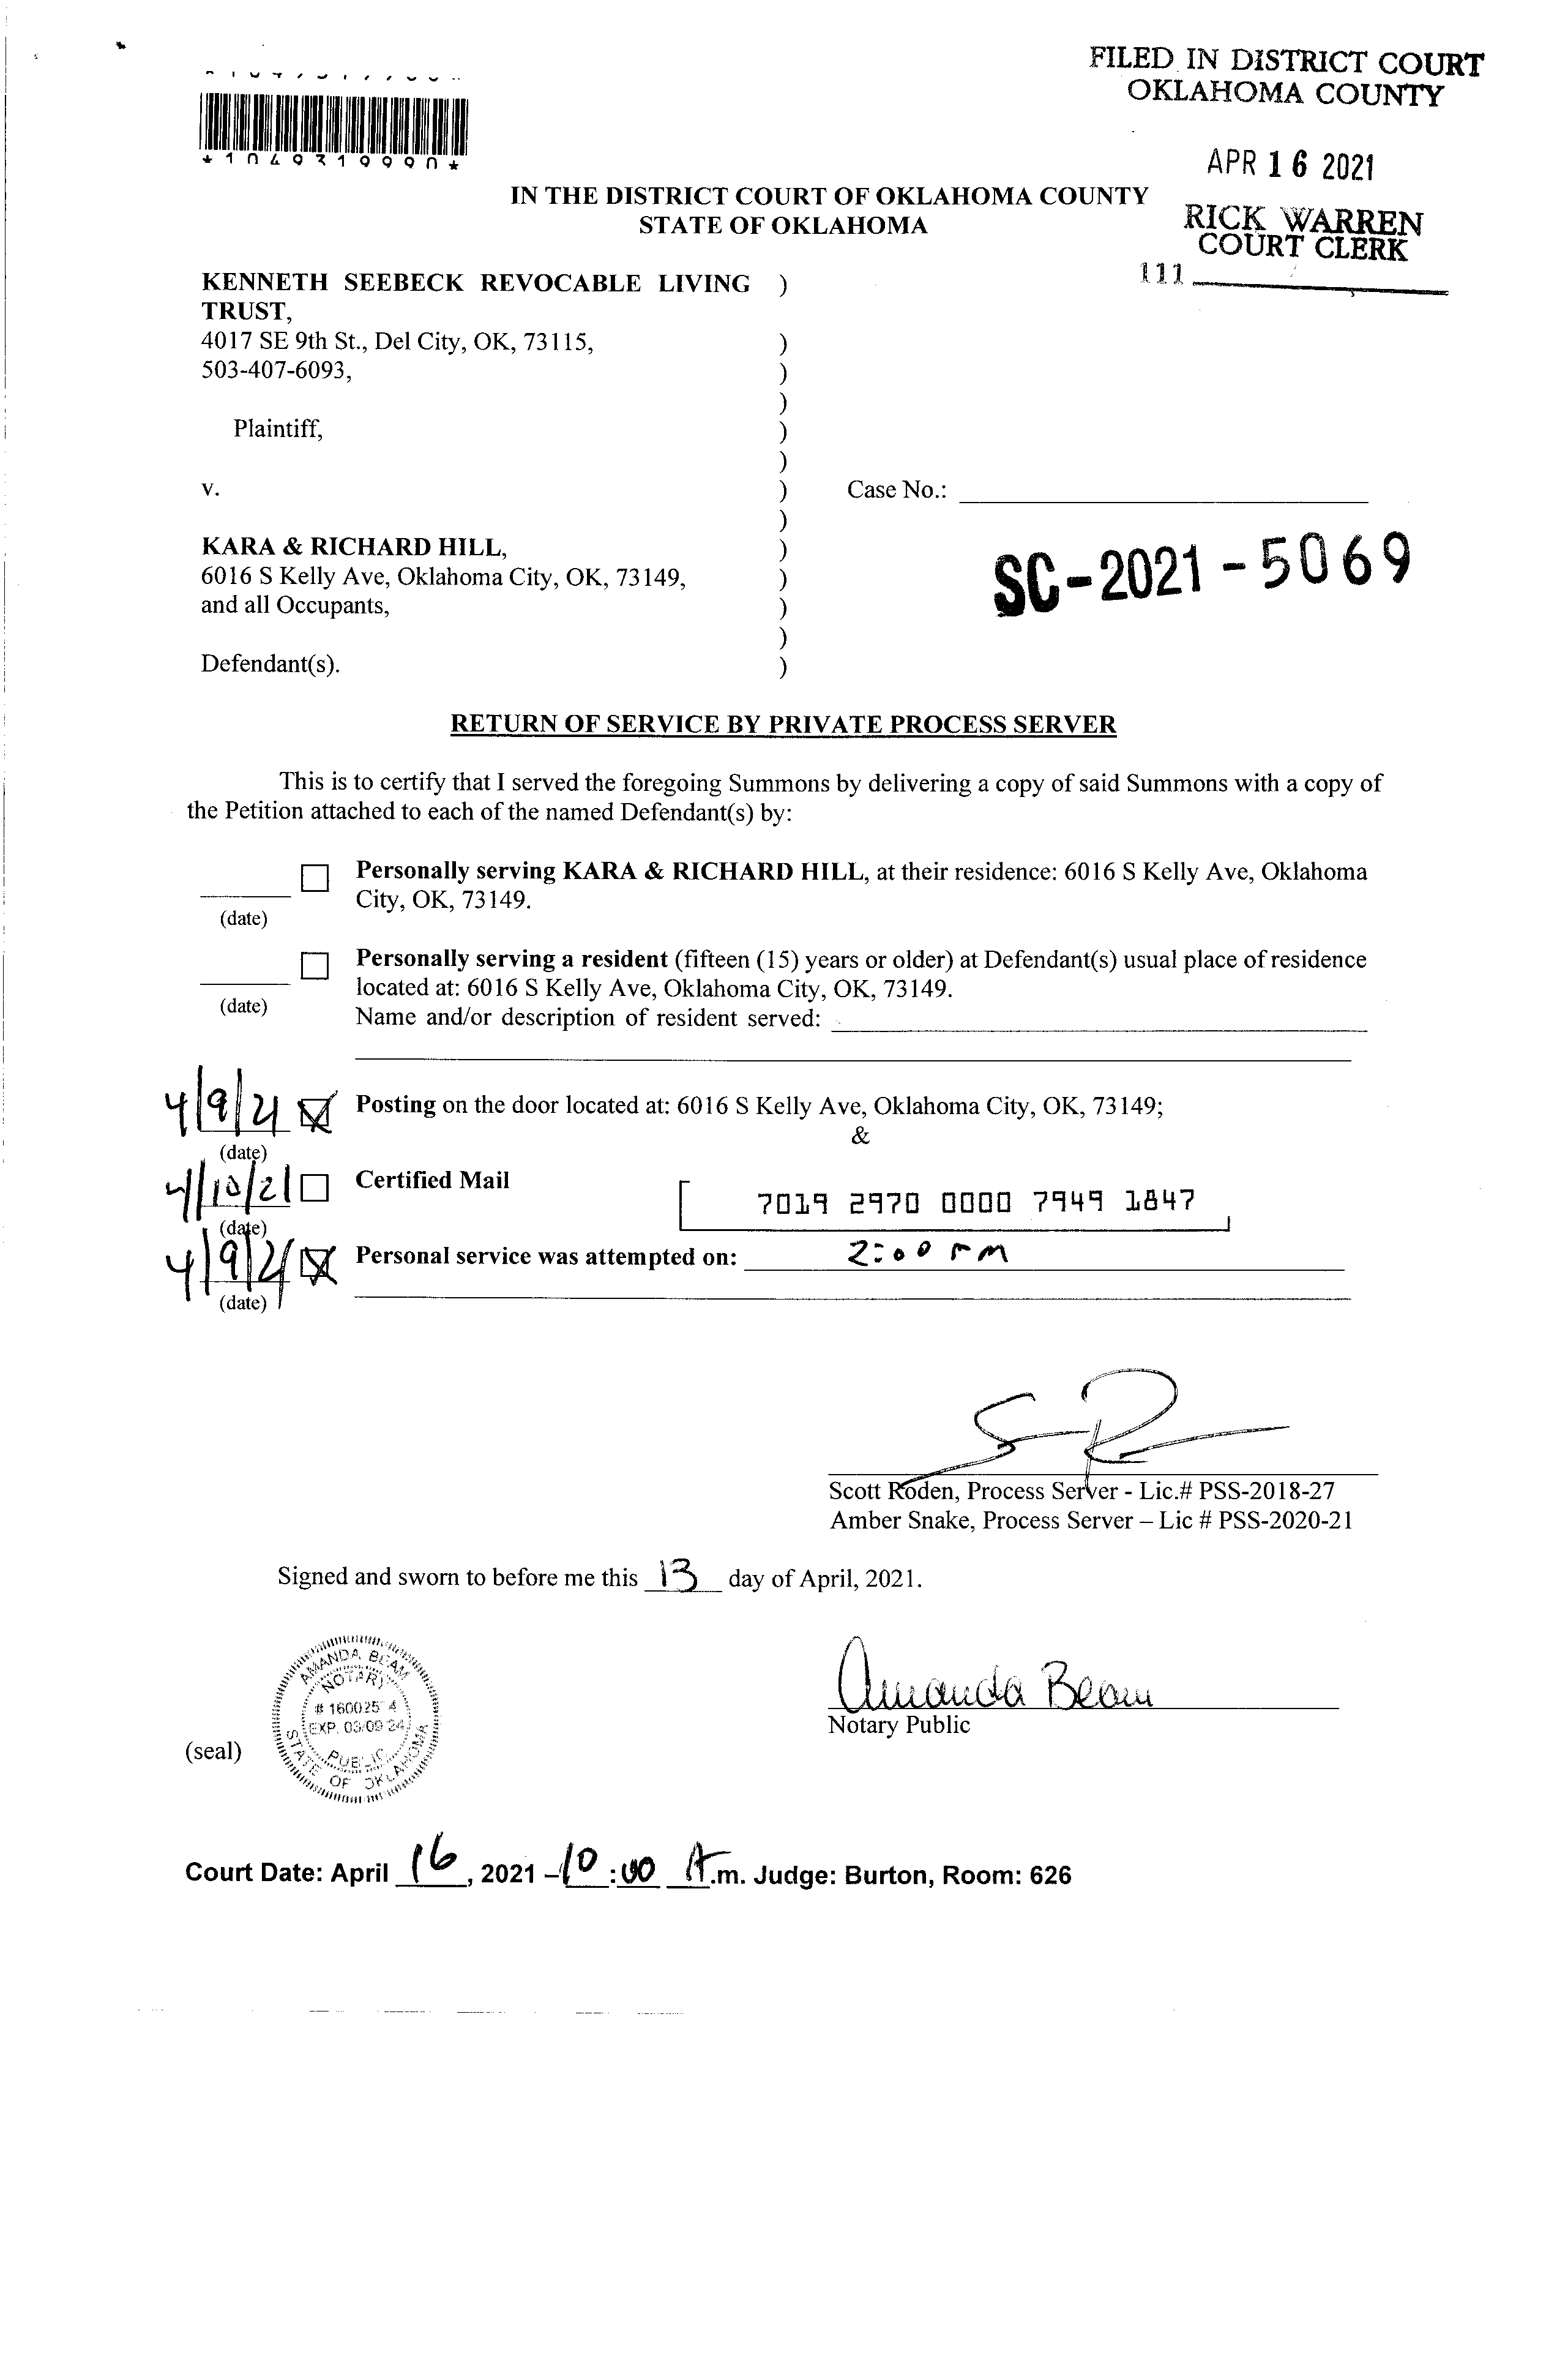 FILED IN DISTRICT COURT
OKLAHOMA COUNTY
*1049319990*
APR 16 2021
IN THE DISTRICT COURT OF OKLAHOMA COUNTY
STATE OF OKLAHOMA
RICK WARREN
COURT CLERK
111
KENNETH SEEBECK REVOCABLE LIVING )
TRUST,
4017 SE 9th St., Del City, OK, 73115, )
503-407-6093, )
)
Plaintiff, )
)
v. ) Case No.:
)
KARA & RICHARD HILL, )
6016 S Kelly Ave, Oklahoma City, OK, 73149, )
and all Occupants, )
)
Defendant(s). )
SC-2021-5069
RETURN OF SERVICE BY PRIVATE PROCESS SERVER
This is to certify that I served the foregoing Summons by delivering a copy of said Summons with a copy of
the Petition attached to each of the named Defendant(s) by:
Personally serving KARA & RICHARD HILL, at their residence: 6016 S Kelly Ave, Oklahoma
City, OK, 73149.
(date)
Personally serving a resident (fifteen (15) years or older) at Defendant(s) usual place of residence
located at: 6016 S Kelly Ave, Oklahoma City, OK, 73149.
(date)
Name and/or description of resident served:
4/9/21 Posting on the door located at: 6016 S Kelly Ave, Oklahoma City, OK, 73149;
&
(date)
4/10/21 Certified Mail 7019 2970 0000 7949 1847
(date)
4/9/21 Personal service was attempted on: 2:00 PM
(date)
Scott Roden, Process Server - Lic.# PSS-2018-27
Amber Snake, Process Server – Lic # PSS-2020-21
Signed and sworn to before me this 13 day of April, 2021.
AMANDA BEAM
NOTARY
EXP. 03/09/24
PUBLIC
STATE OF OKLAHOMA
Amanda Beam
Notary Public
(seal)
Court Date: April 16, 2021 – 10:00 A.m. Judge: Burton, Room: 626